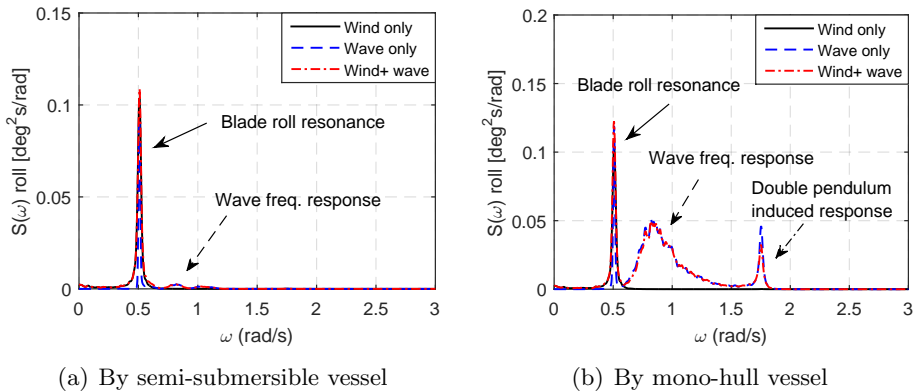 0.15
Wind only
Wave only
Wind+ wave
0.1
Blade roll resonance
0.05
Wave freq. response
0
S(ω) roll [deg²s/rad]
0 0.5 1 1.5 2 2.5 3
ω (rad/s)
(a) By semi-submersible vessel
0.2
Wind only
Wave only
Wind+ wave
0.15
Blade roll resonance
0.1
Wave freq. response
Double pendulum
induced response
0.05
0
S(ω) roll [deg²s/rad]
0 0.5 1 1.5 2 2.5 3
ω (rad/s)
(b) By mono-hull vessel